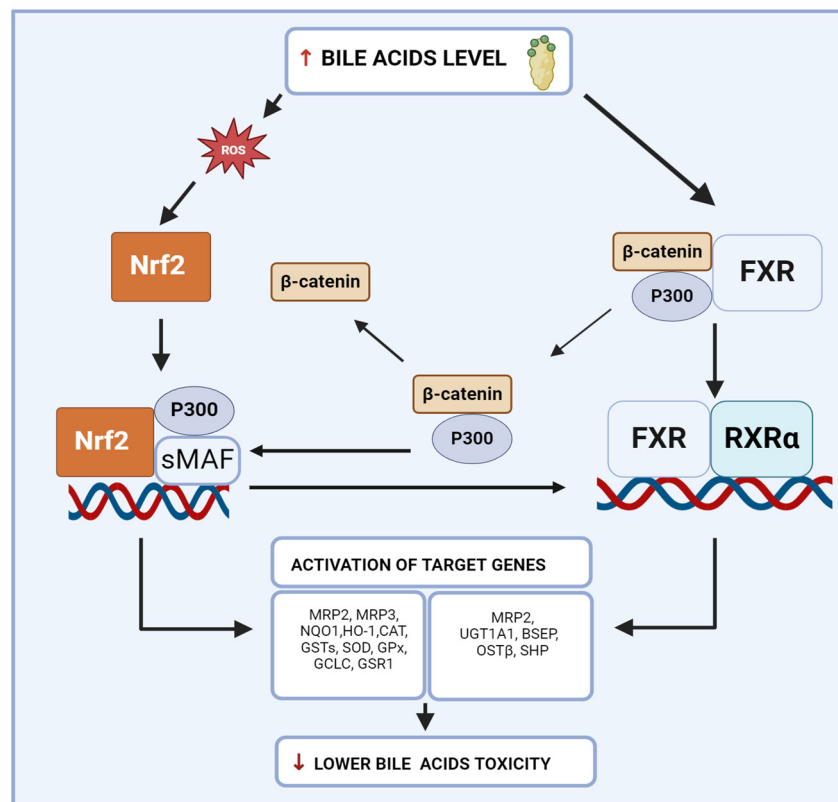 ↑ BILE ACIDS LEVEL
ROS
Nrf2
β-catenin
β-catenin
P300
FXR
β-catenin
P300
Nrf2
P300
sMAF
FXR
RXRα
ACTIVATION OF TARGET GENES
MRP2, MRP3,
NQO1,HO-1,CAT,
GSTs, SOD, GPx,
GCLC, GSR1
MRP2,
UGT1A1, BSEP,
OSTβ, SHP
↓ LOWER BILE ACIDS TOXICITY